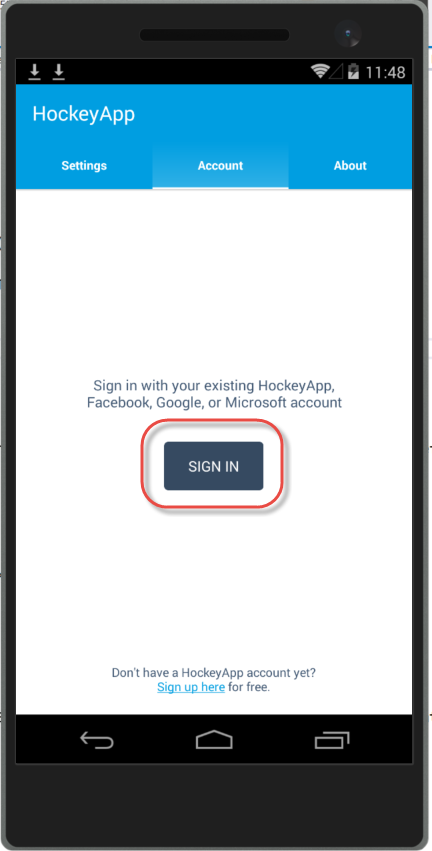 11:48
HockeyApp
Settings Account About
Sign in with your existing HockeyApp,
Facebook, Google, or Microsoft account
SIGN IN
Don't have a HockeyApp account yet?
Sign up here for free.